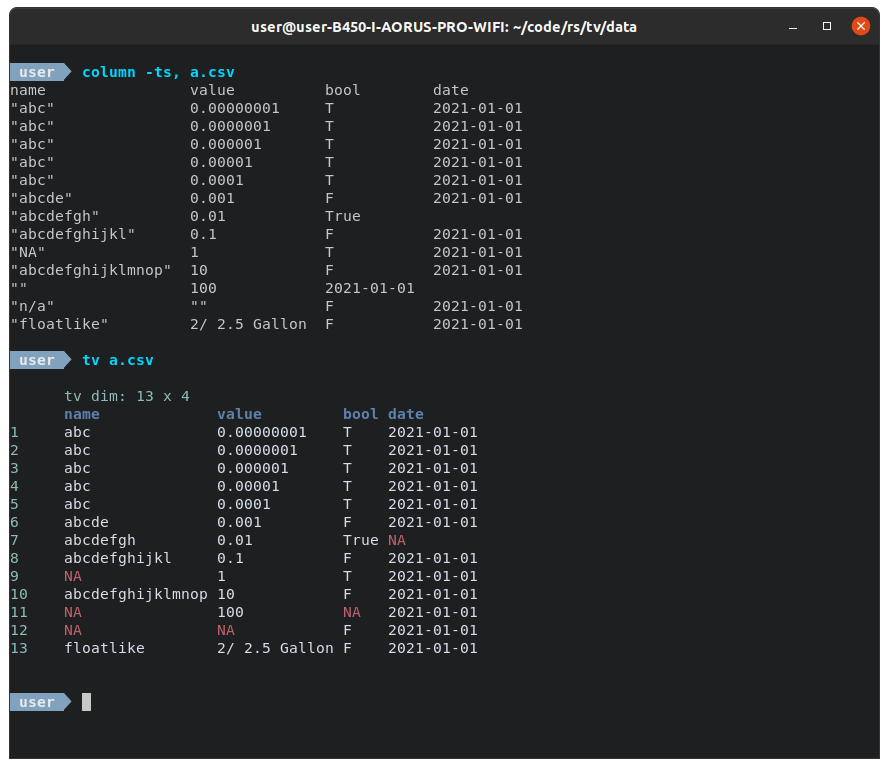 user@user-B450-I-AORUS-PRO-WIFI: ~/code/rs/tv/data
user column -ts, a.csv
name value bool date
"abc" 0.00000001 T 2021-01-01
"abc" 0.0000001 T 2021-01-01
"abc" 0.000001 T 2021-01-01
"abc" 0.00001 T 2021-01-01
"abc" 0.0001 T 2021-01-01
"abcde" 0.001 F 2021-01-01
"abcdefgh" 0.01 True
"abcdefghijkl" 0.1 F 2021-01-01
"NA" 1 T 2021-01-01
"abcdefghijklmnop" 10 F 2021-01-01
"" 100 2021-01-01
"n/a" "" F 2021-01-01
"floatlike" 2/ 2.5 Gallon F 2021-01-01
user tv a.csv
tv dim: 13 x 4
name value bool date
1 abc 0.00000001 T 2021-01-01
2 abc 0.0000001 T 2021-01-01
3 abc 0.000001 T 2021-01-01
4 abc 0.00001 T 2021-01-01
5 abc 0.0001 T 2021-01-01
6 abcde 0.001 F 2021-01-01
7 abcdefgh 0.01 True NA
8 abcdefghijkl 0.1 F 2021-01-01
9 NA 1 T 2021-01-01
10 abcdefghijklmnop 10 F 2021-01-01
11 NA 100 NA 2021-01-01
12 NA NA F 2021-01-01
13 floatlike 2/ 2.5 Gallon F 2021-01-01
user